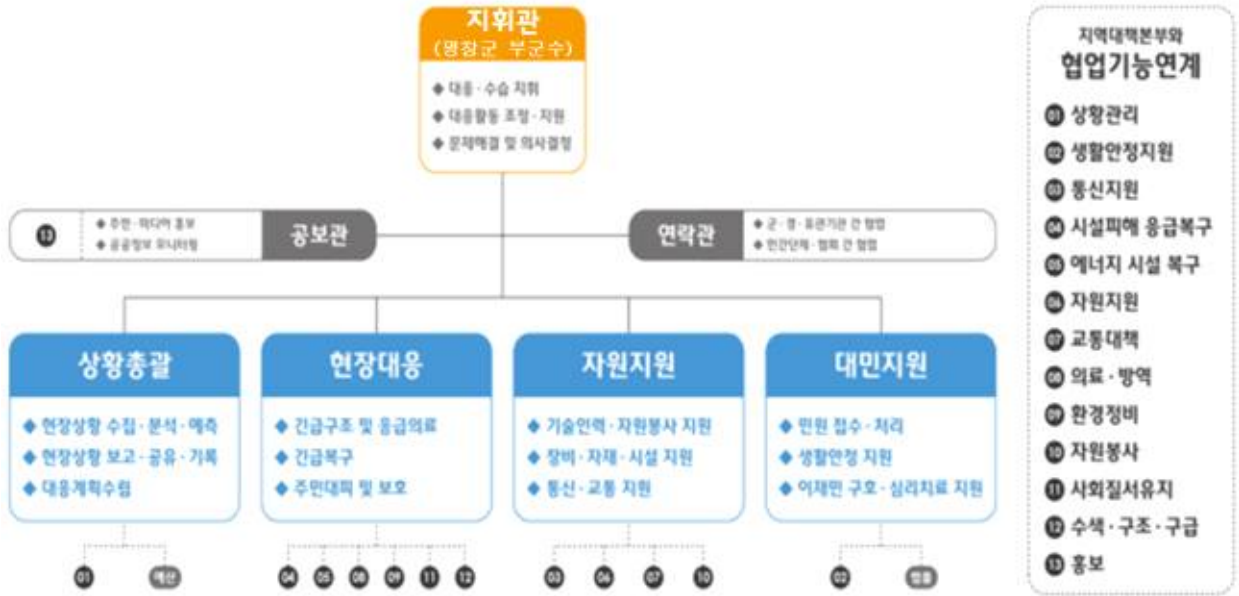 지휘관
(평창군 부군수)
◆ 대응·수습 지휘
◆ 대응활동 조정·지원
◆ 문제해결 및 의사결정
13
◆ 주민·미디어 홍보
◆ 공공정보 모니터링
공보관
연락관
◆ 군·경·유관기관 간 협업
◆ 민간단체·협회 간 협업
상황총괄
◆ 현장상황 수집·분석·예측
◆ 현장상황 보고·공유·기록
◆ 대응계획수립
01 예산
현장대응
◆ 긴급구조 및 응급의료
◆ 긴급복구
◆ 주민대피 및 보호
04 05 08 09 11 12
자원지원
◆ 기술인력·자원봉사 지원
◆ 장비·자재·시설 지원
◆ 통신·교통 지원
03 06 07 10
대민지원
◆ 민원 접수·처리
◆ 생활안정 지원
◆ 이재민 구호·심리치료 지원
02 법률
지역대책본부와
협업기능연계
01 상황관리
02 생활안정지원
03 통신지원
04 시설피해 응급복구
05 에너지 시설 복구
06 자원지원
07 교통대책
08 의료·방역
09 환경정비
10 자원봉사
11 사회질서유지
12 수색·구조·구급
13 홍보